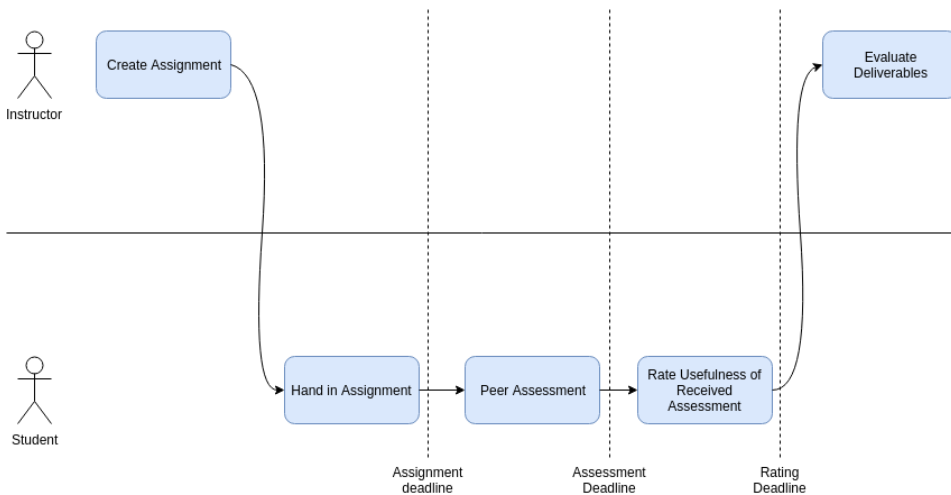 Instructor
Create Assignment
Evaluate
Deliverables
Student
Hand in Assignment
Peer Assessment
Rate Usefulness of
Received
Assessment
Assignment
deadline
Assessment
Deadline
Rating
Deadline